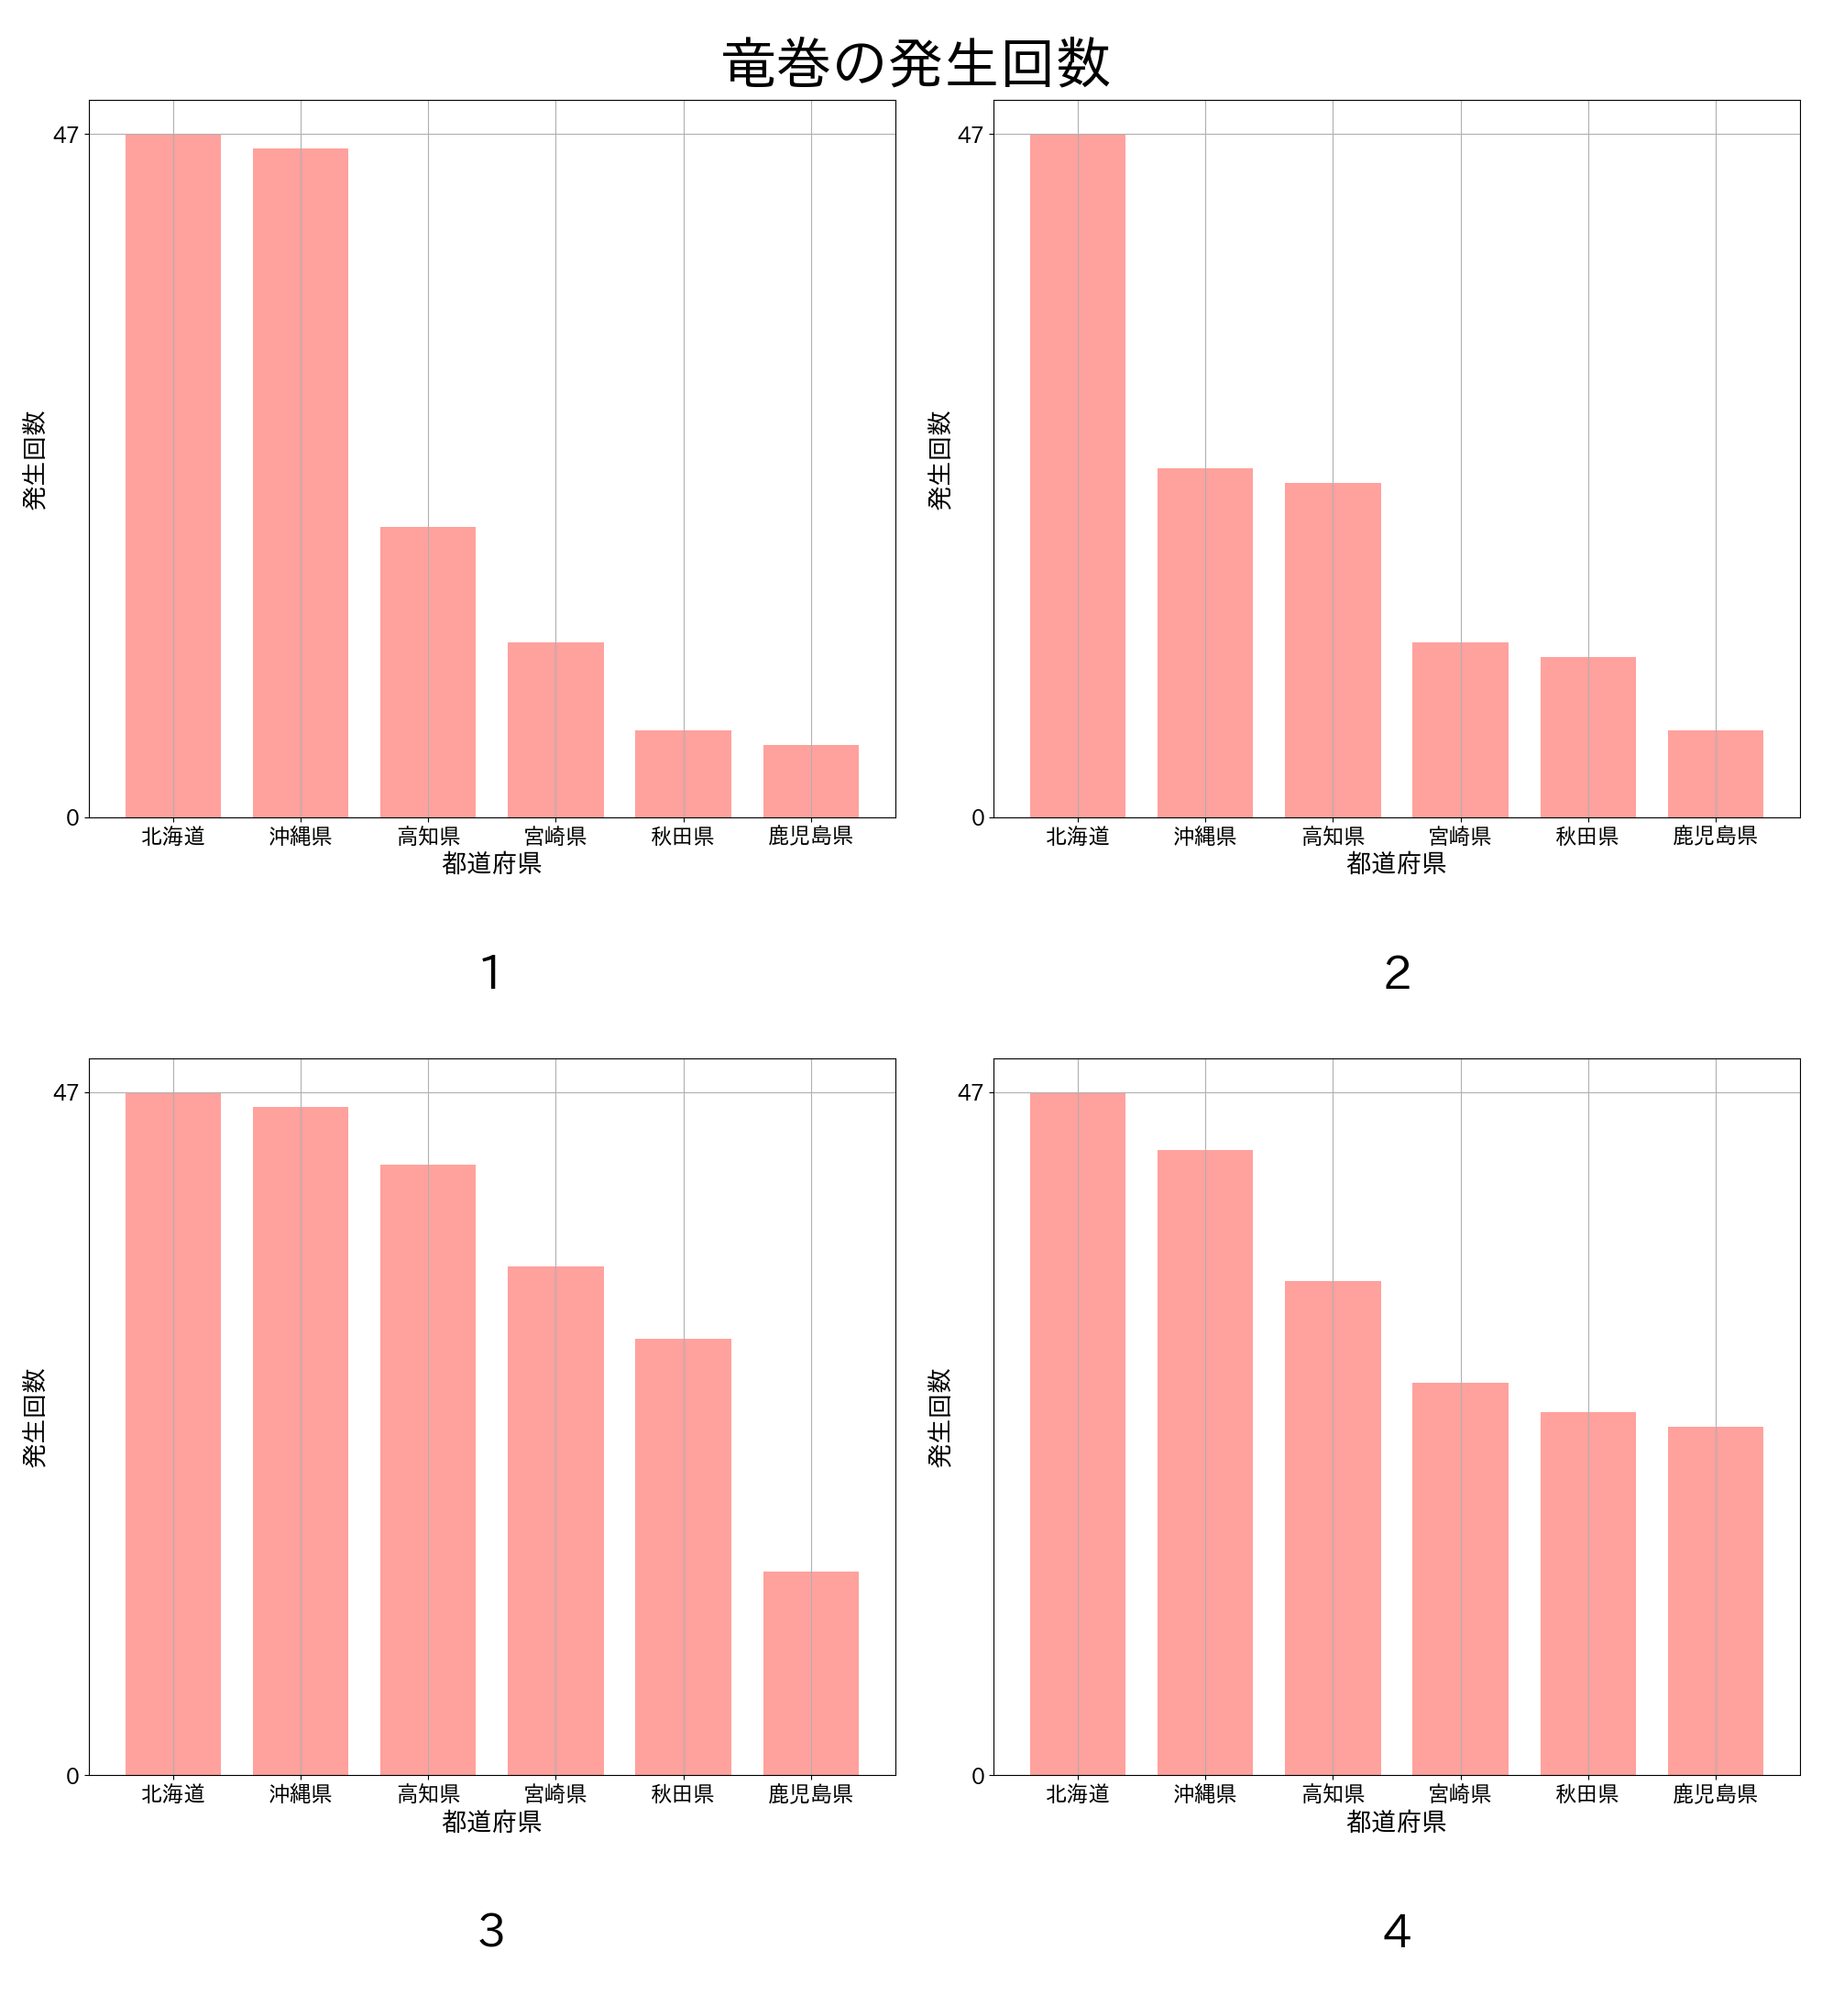 竜巻の発生回数
47
0
発生回数
北海道 沖縄県 高知県 宮崎県 秋田県 鹿児島県
都道府県
1
47
0
発生回数
北海道 沖縄県 高知県 宮崎県 秋田県 鹿児島県
都道府県
2
47
0
発生回数
北海道 沖縄県 高知県 宮崎県 秋田県 鹿児島県
都道府県
3
47
0
発生回数
北海道 沖縄県 高知県 宮崎県 秋田県 鹿児島県
都道府県
4